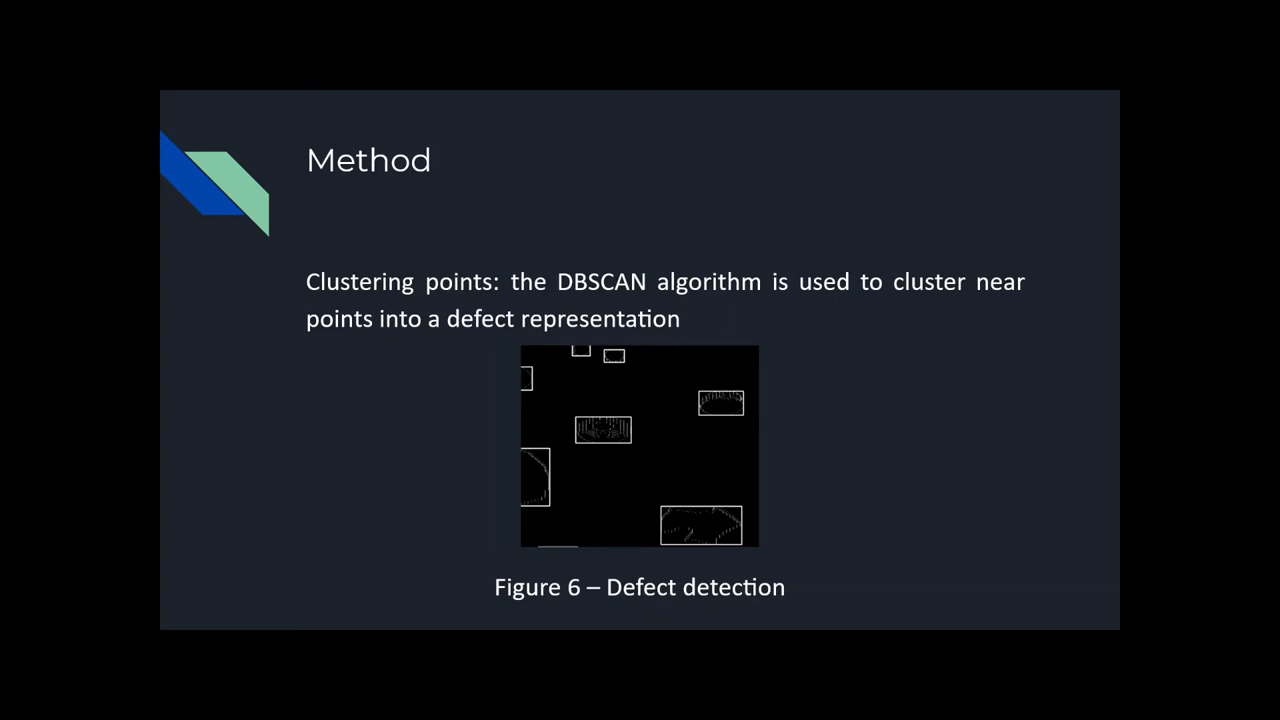 Method
Clustering points: the DBSCAN algorithm is used to cluster near
points into a defect representation
Figure 6 – Defect detection